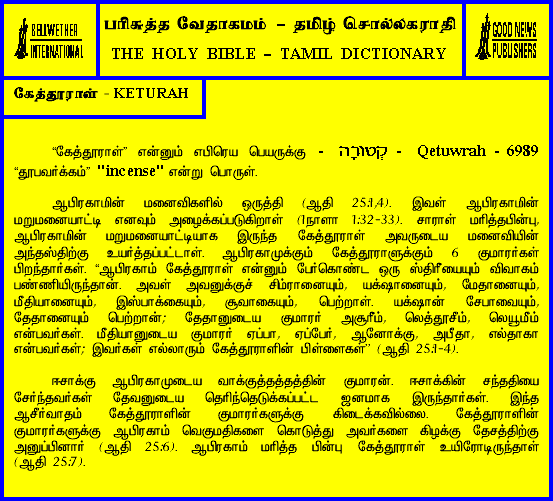 BELLWETHER
INTERNATIONAL
பரிசுத்த வேதாகமம் – தமிழ் சொல்லகராதி
THE HOLY BIBLE – TAMIL DICTIONARY
GOOD NEWS
PUBLISHERS
கேத்தூராள் - KETURAH
“கேத்தூராள்” என்னும் எபிரெய பெயருக்கு - קְטוּרָה - Qetuwrah - 6989
“தூபவர்க்கம்” "incense" என்று பொருள்.
ஆபிரகாமின் மனைவிகளில் ஒருத்தி (ஆதி 25:1,4). இவள் ஆபிரகாமின்
மறுமனையாட்டி எனவும் அழைக்கப்படுகிறாள் (1நாளா 1:32-33). சாராள் மரித்தபின்பு,
ஆபிரகாமின் மறுமனையாட்டியாக இருந்த கேத்தூராள் அவருடைய மனைவியின்
அந்தஸ்திற்கு உயர்த்தப்பட்டாள். ஆபிரகாமுக்கும் கேத்தூராளுக்கும் 6 குமாரர்கள்
பிறந்தார்கள். “ஆபிரகாம் கேத்தூராள் என்னும் பேர்கொண்ட ஒரு ஸ்திரீயையும் விவாகம்
பண்ணியிருந்தான். அவள் அவனுக்குச் சிம்ரானையும், யக்ஷானையும், மேதானையும்,
மீதியானையும், இஸ்பாக்கையும், சூவாகையும், பெற்றாள். யக்ஷான் சேபாவையும்,
தேதானையும் பெற்றான்; தேதானுடைய குமாரர் அசூரீம், லெத்தூசீம், லெயூமீம்
என்பவர்கள். மீதியானுடைய குமாரர் ஏப்பா, ஏப்பேர், ஆனோக்கு, அபீதா, எல்தாகா
என்பவர்கள்; இவர்கள் எல்லாரும் கேத்தூராளின் பிள்ளைகள்” (ஆதி 25:1-4).
ஈசாக்கு ஆபிரகாமுடைய வாக்குத்தத்தத்தின் குமாரன். ஈசாக்கின் சந்ததியை
சேர்ந்தவர்கள் தேவனுடைய தெரிந்தெடுக்கப்பட்ட ஜனமாக இருந்தார்கள். இந்த
ஆசீர்வாதம் கேத்தூராளின் குமாரர்களுக்கு கிடைக்கவில்லை. கேத்தூராளின்
குமாரர்களுக்கு ஆபிரகாம் வெகுமதிகளை கொடுத்து அவர்களை கிழக்கு தேசத்திற்கு
அனுப்பினார் (ஆதி 25:6). ஆபிரகாம் மரித்த பின்பு கேத்தூராள் உயிரோடிருந்தாள்
(ஆதி 25:7).